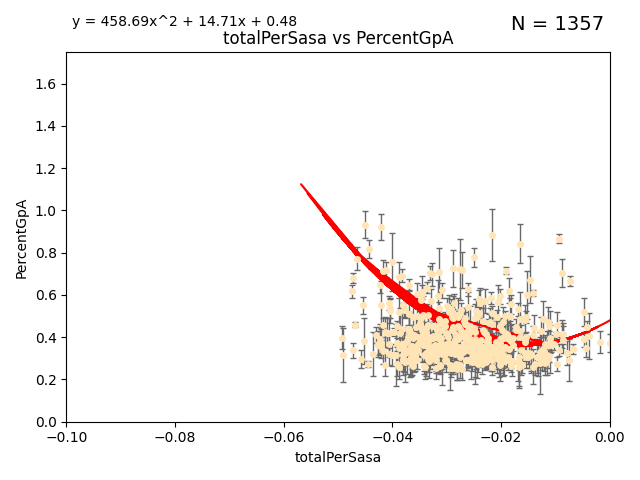 y = 458.69x^2 + 14.71x + 0.48
N = 1357
totalPerSasa vs PercentGpA
1.6
1.4
1.2
1.0
0.8
0.6
0.4
0.2
0.0
PercentGpA
−0.10 −0.08 −0.06 −0.04 −0.02 0.00
totalPerSasa